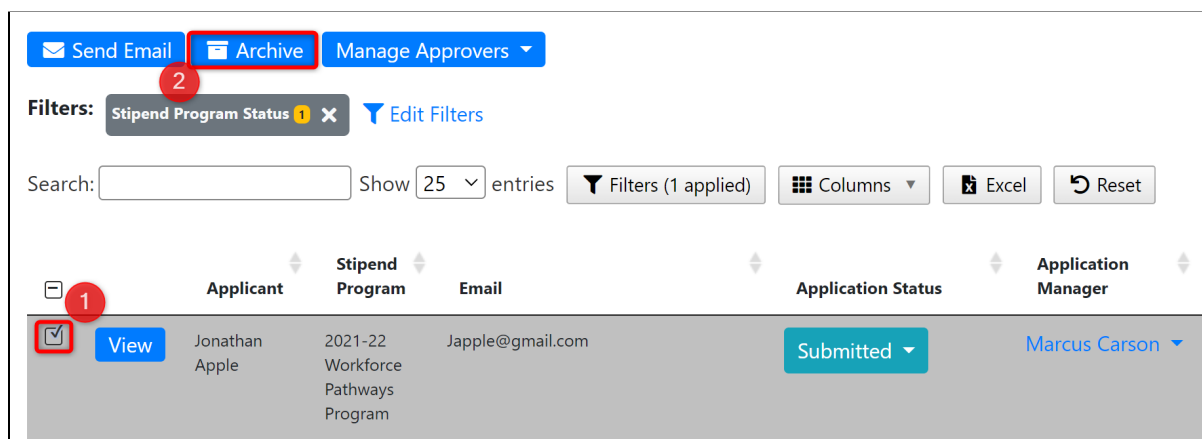 Send Email Archive Manage Approvers
2
Filters: Stipend Program Status 1 Edit Filters
Search: Show 25 entries Filters (1 applied) Columns Excel Reset
Applicant Stipend Program Email Application Status Application Manager
1
View Jonathan Apple 2021-22 Workforce Pathways Program Japple@gmail.com Submitted Marcus Carson